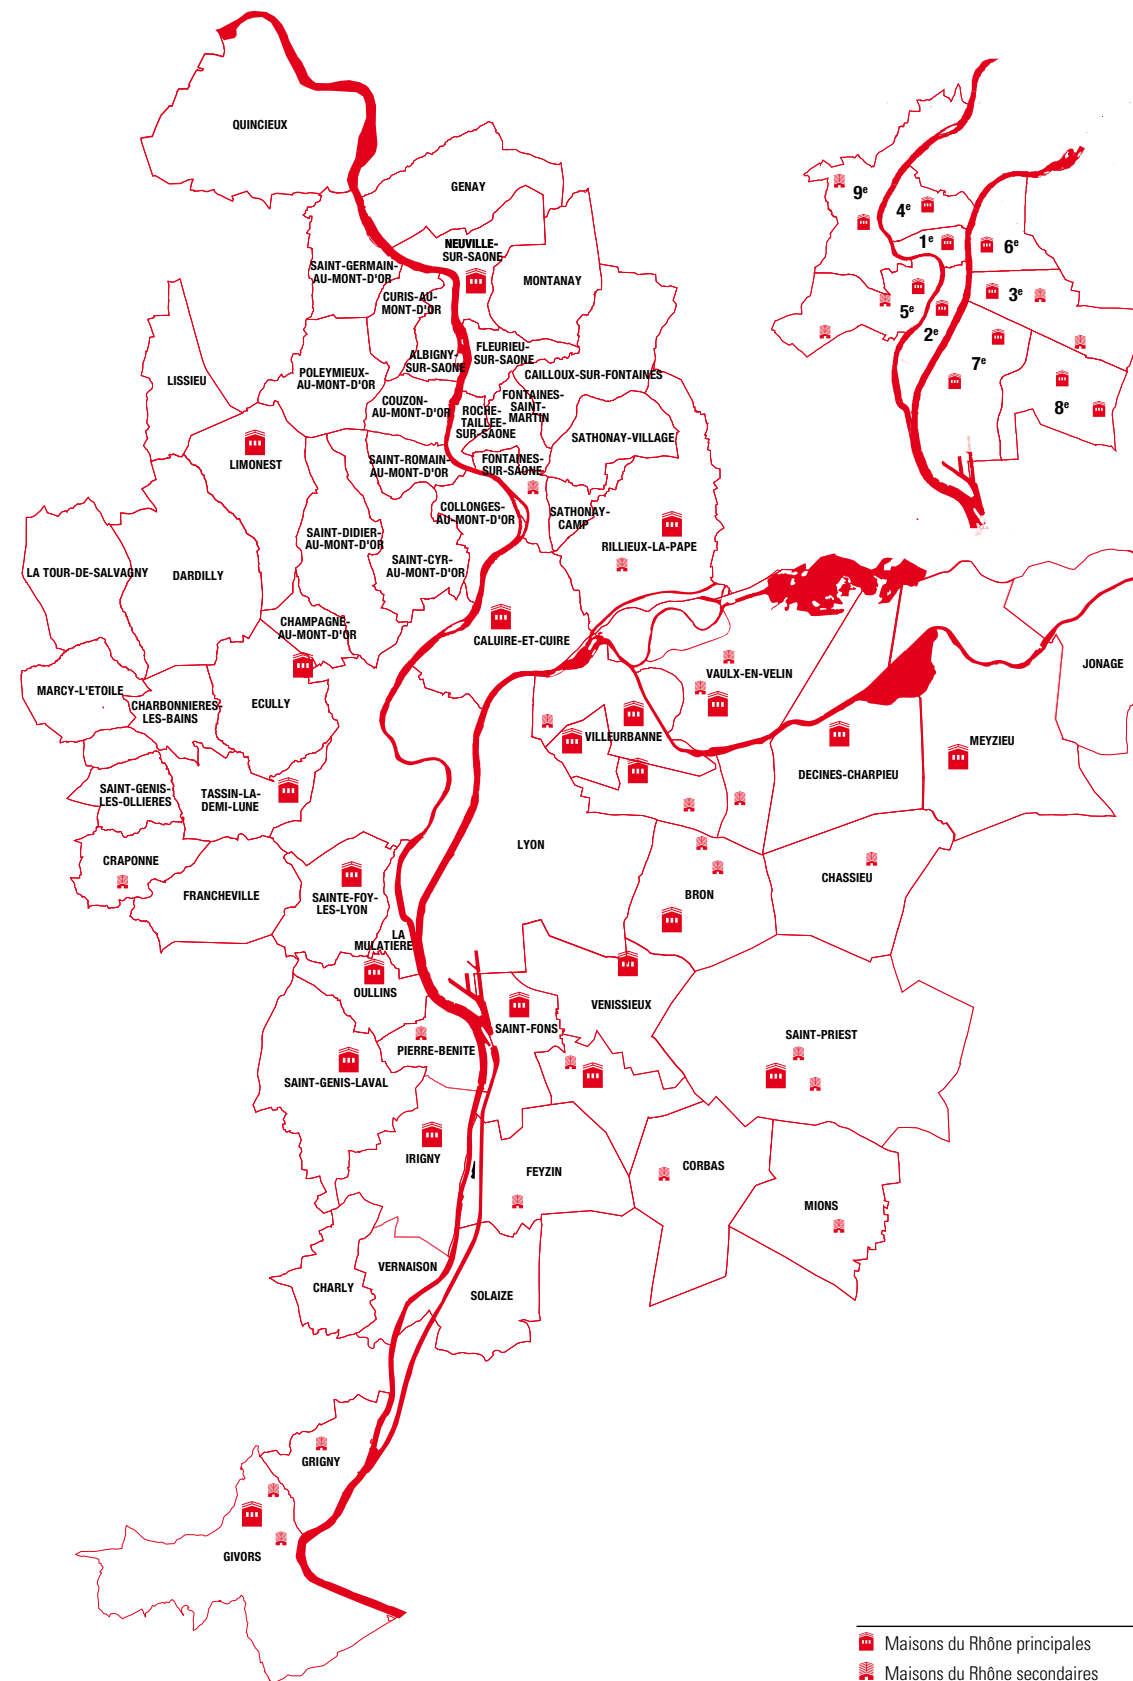 QUINCIEUX
GENAY
NEUVILLE-
SUR-SAONE
SAINT-GERMAIN-
AU-MONT-D'OR
MONTANAY
CURIS-AU-
MONT-D'OR
ALBIGNY-
SUR-SAONE
FLEURIEU-
SUR-SAONE
LISSIEU
POLEYMIEUX-
AU-MONT-D'OR
CAILLOUX-SUR-FONTAINES
COUZON-
AU-MONT-D'OR
ROCHE-
TAILLEE-
SUR-SAONE
FONTAINES-
SAINT-
MARTIN
SATHONAY-VILLAGE
LIMONEST
SAINT-ROMAIN-
AU-MONT-D'OR
FONTAINES-
SUR-SAONE
COLLONGES-
AU-MONT-D'OR
SATHONAY-
CAMP
RILLIEUX-LA-PAPE
SAINT-DIDIER-
AU-MONT-D'OR
SAINT-CYR-
AU-MONT-D'OR
LA TOUR-DE-SALVAGNY
DARDILLY
CHAMPAGNE-
AU-MONT-D'OR
CALUIRE-ET-CUIRE
MARCY-L'ETOILE
CHARBONNIERES-
LES-BAINS
ECULLY
VAULX-EN-VELIN
JONAGE
VILLEURBANNE
MEYZIEU
DECINES-CHARPIEU
SAINT-GENIS-
LES-OLLIERES
TASSIN-LA-
DEMI-LUNE
LYON
CRAPONNE
FRANCHEVILLE
SAINTE-FOY-
LES-LYON
BRON
CHASSIEU
LA
MULATIERE
OULLINS
VENISSIEUX
SAINT-FONS
SAINT-PRIEST
PIERRE-BENITE
SAINT-GENIS-LAVAL
IRIGNY
FEYZIN
CORBAS
MIONS
VERNAISON
CHARLY
SOLAIZE
GRIGNY
GIVORS
9e
4e
1e
6e
3e
5e
2e
7e
8e
Maisons du Rhône principales
Maisons du Rhône secondaires